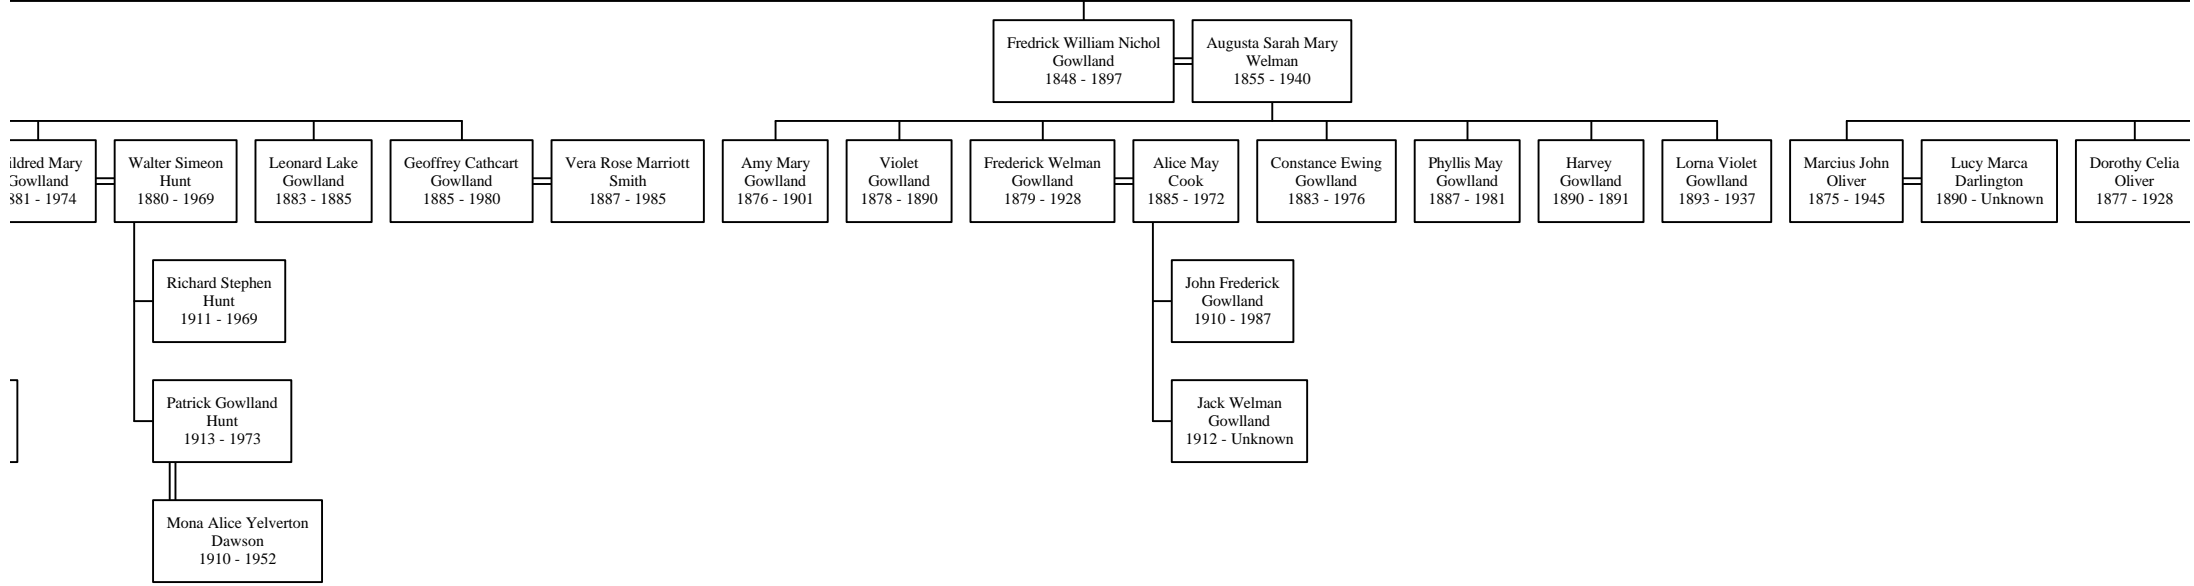 Fredrick William Nichol
Gowlland
1848 - 1897
Augusta Sarah Mary
Welman
1855 - 1940
Mary
Gowlland
1974
Walter Simeon
Hunt
1880 - 1969
Leonard Lake
Gowlland
1883 - 1885
Geoffrey Cathcart
Gowlland
1885 - 1980
Vera Rose Marriott
Smith
1887 - 1985
Amy Mary
Gowlland
1876 - 1901
Violet
Gowlland
1878 - 1890
Frederick Welman
Gowlland
1879 - 1928
Alice May
Cook
1885 - 1972
Constance Ewing
Gowlland
1883 - 1976
Phyllis May
Gowlland
1887 - 1981
Harvey
Gowlland
1890 - 1891
Lorna Violet
Gowlland
1893 - 1937
Marcius John
Oliver
1875 - 1945
Lucy Marca
Darlington
1890 - Unknown
Dorothy Celia
Oliver
1877 - 1928
Richard Stephen
Hunt
1911 - 1969
John Frederick
Gowlland
1910 - 1987
Patrick Gowlland
Hunt
1913 - 1973
Jack Welman
Gowlland
1912 - Unknown
Mona Alice Yelverton
Dawson
1910 - 1952